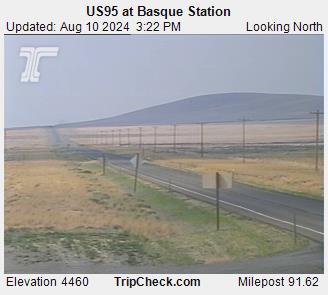 US95 at Basque Station
Updated: Aug 10 2024 3:22 PM Looking North
Elevation 4460 TripCheck.com Milepost 91.62